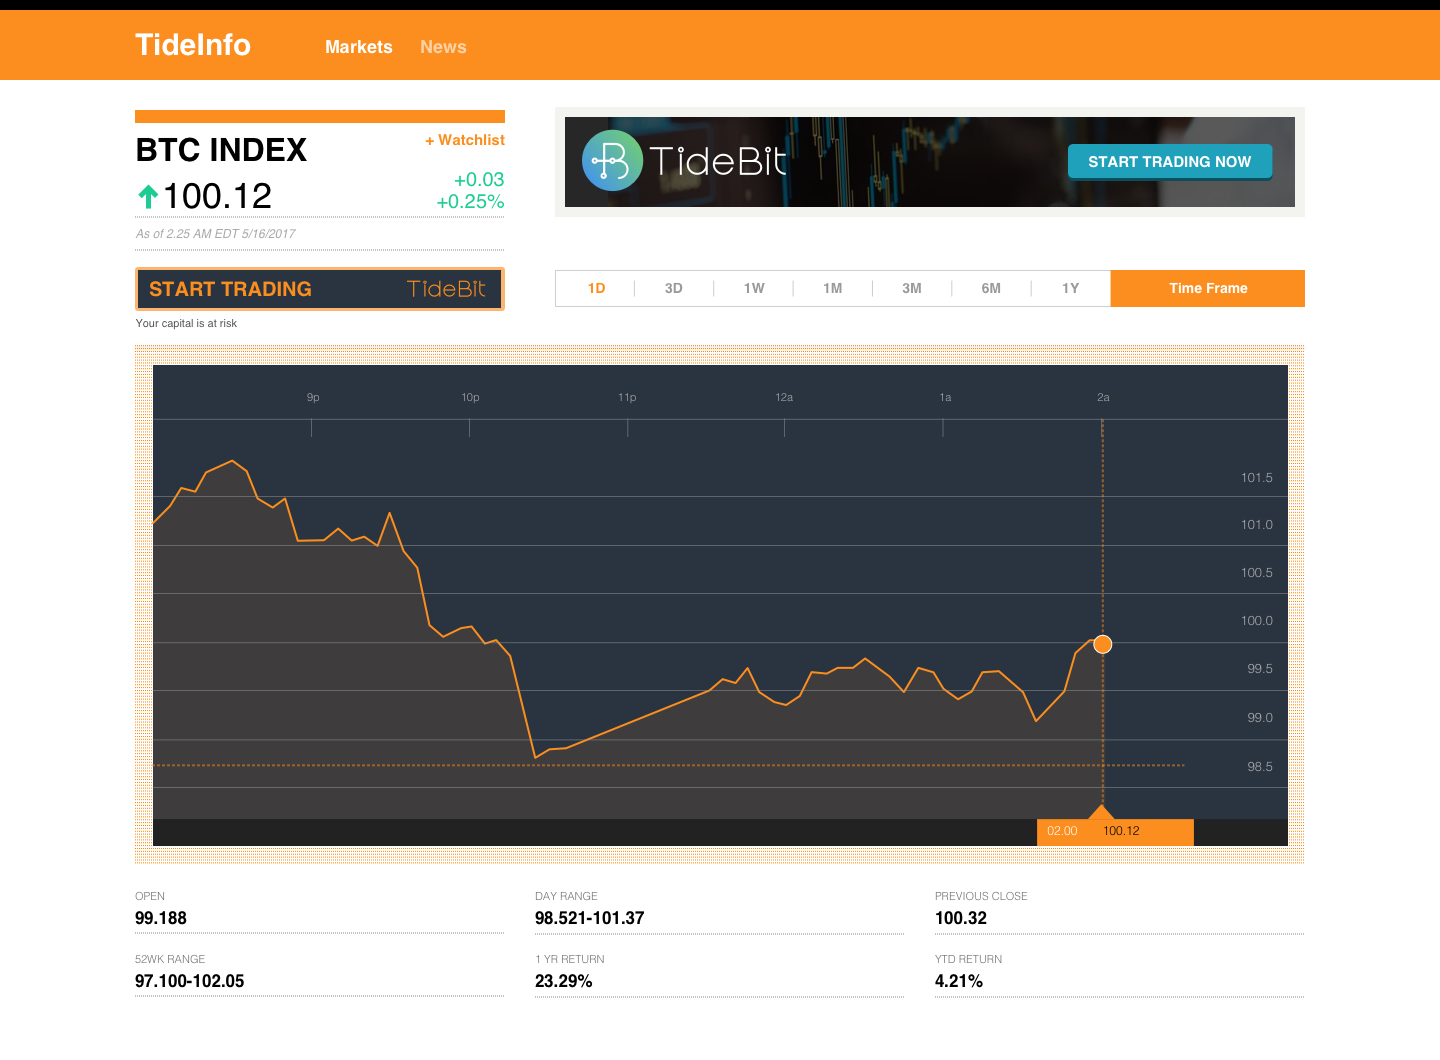 TideInfo
Markets
News
BTC INDEX
+ Watchlist
100.12
+0.03
+0.25%
As of 2.25 AM EDT 5/16/2017
TideBit
START TRADING NOW
START TRADING
TideBit
Your capital is at risk
1D
3D
1W
1M
3M
6M
1Y
Time Frame
9p
10p
11p
12a
1a
2a
101.5
101.0
100.5
100.0
99.5
99.0
98.5
02.00
100.12
OPEN
99.188
DAY RANGE
98.521-101.37
PREVIOUS CLOSE
100.32
52WK RANGE
97.100-102.05
1 YR RETURN
23.29%
YTD RETURN
4.21%